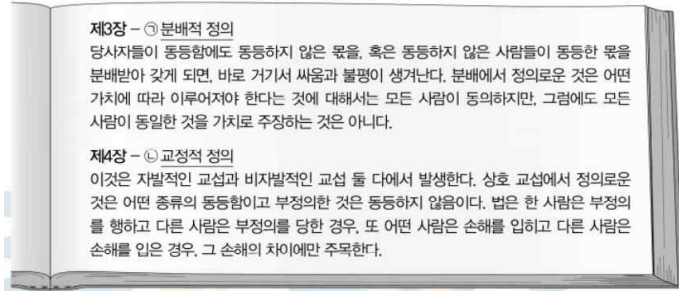 제3장 – ㉠ 분배적 정의
당사자들이 동등함에도 동등하지 않은 몫을, 혹은 동등하지 않은 사람들이 동등한 몫을
분배받아 갖게 되면, 바로 거기서 싸움과 불평이 생겨난다. 분배에서 정의로운 것은 어떤
가치에 따라 이루어져야 한다는 것에 대해서는 모든 사람이 동의하지만, 그럼에도 모든
사람이 동일한 것을 가치로 주장하는 것은 아니다.
제4장 – ㉡ 교정적 정의
이것은 자발적인 교섭과 비자발적인 교섭 둘 다에서 발생한다. 상호 교섭에서 정의로운
것은 어떤 종류의 동등함이고 부정의한 것은 동등하지 않음이다. 법은 한 사람은 부정의
를 행하고 다른 사람은 부정의를 당한 경우, 또 어떤 사람은 손해를 입히고 다른 사람은
손해를 입은 경우, 그 손해의 차이에만 주목한다.